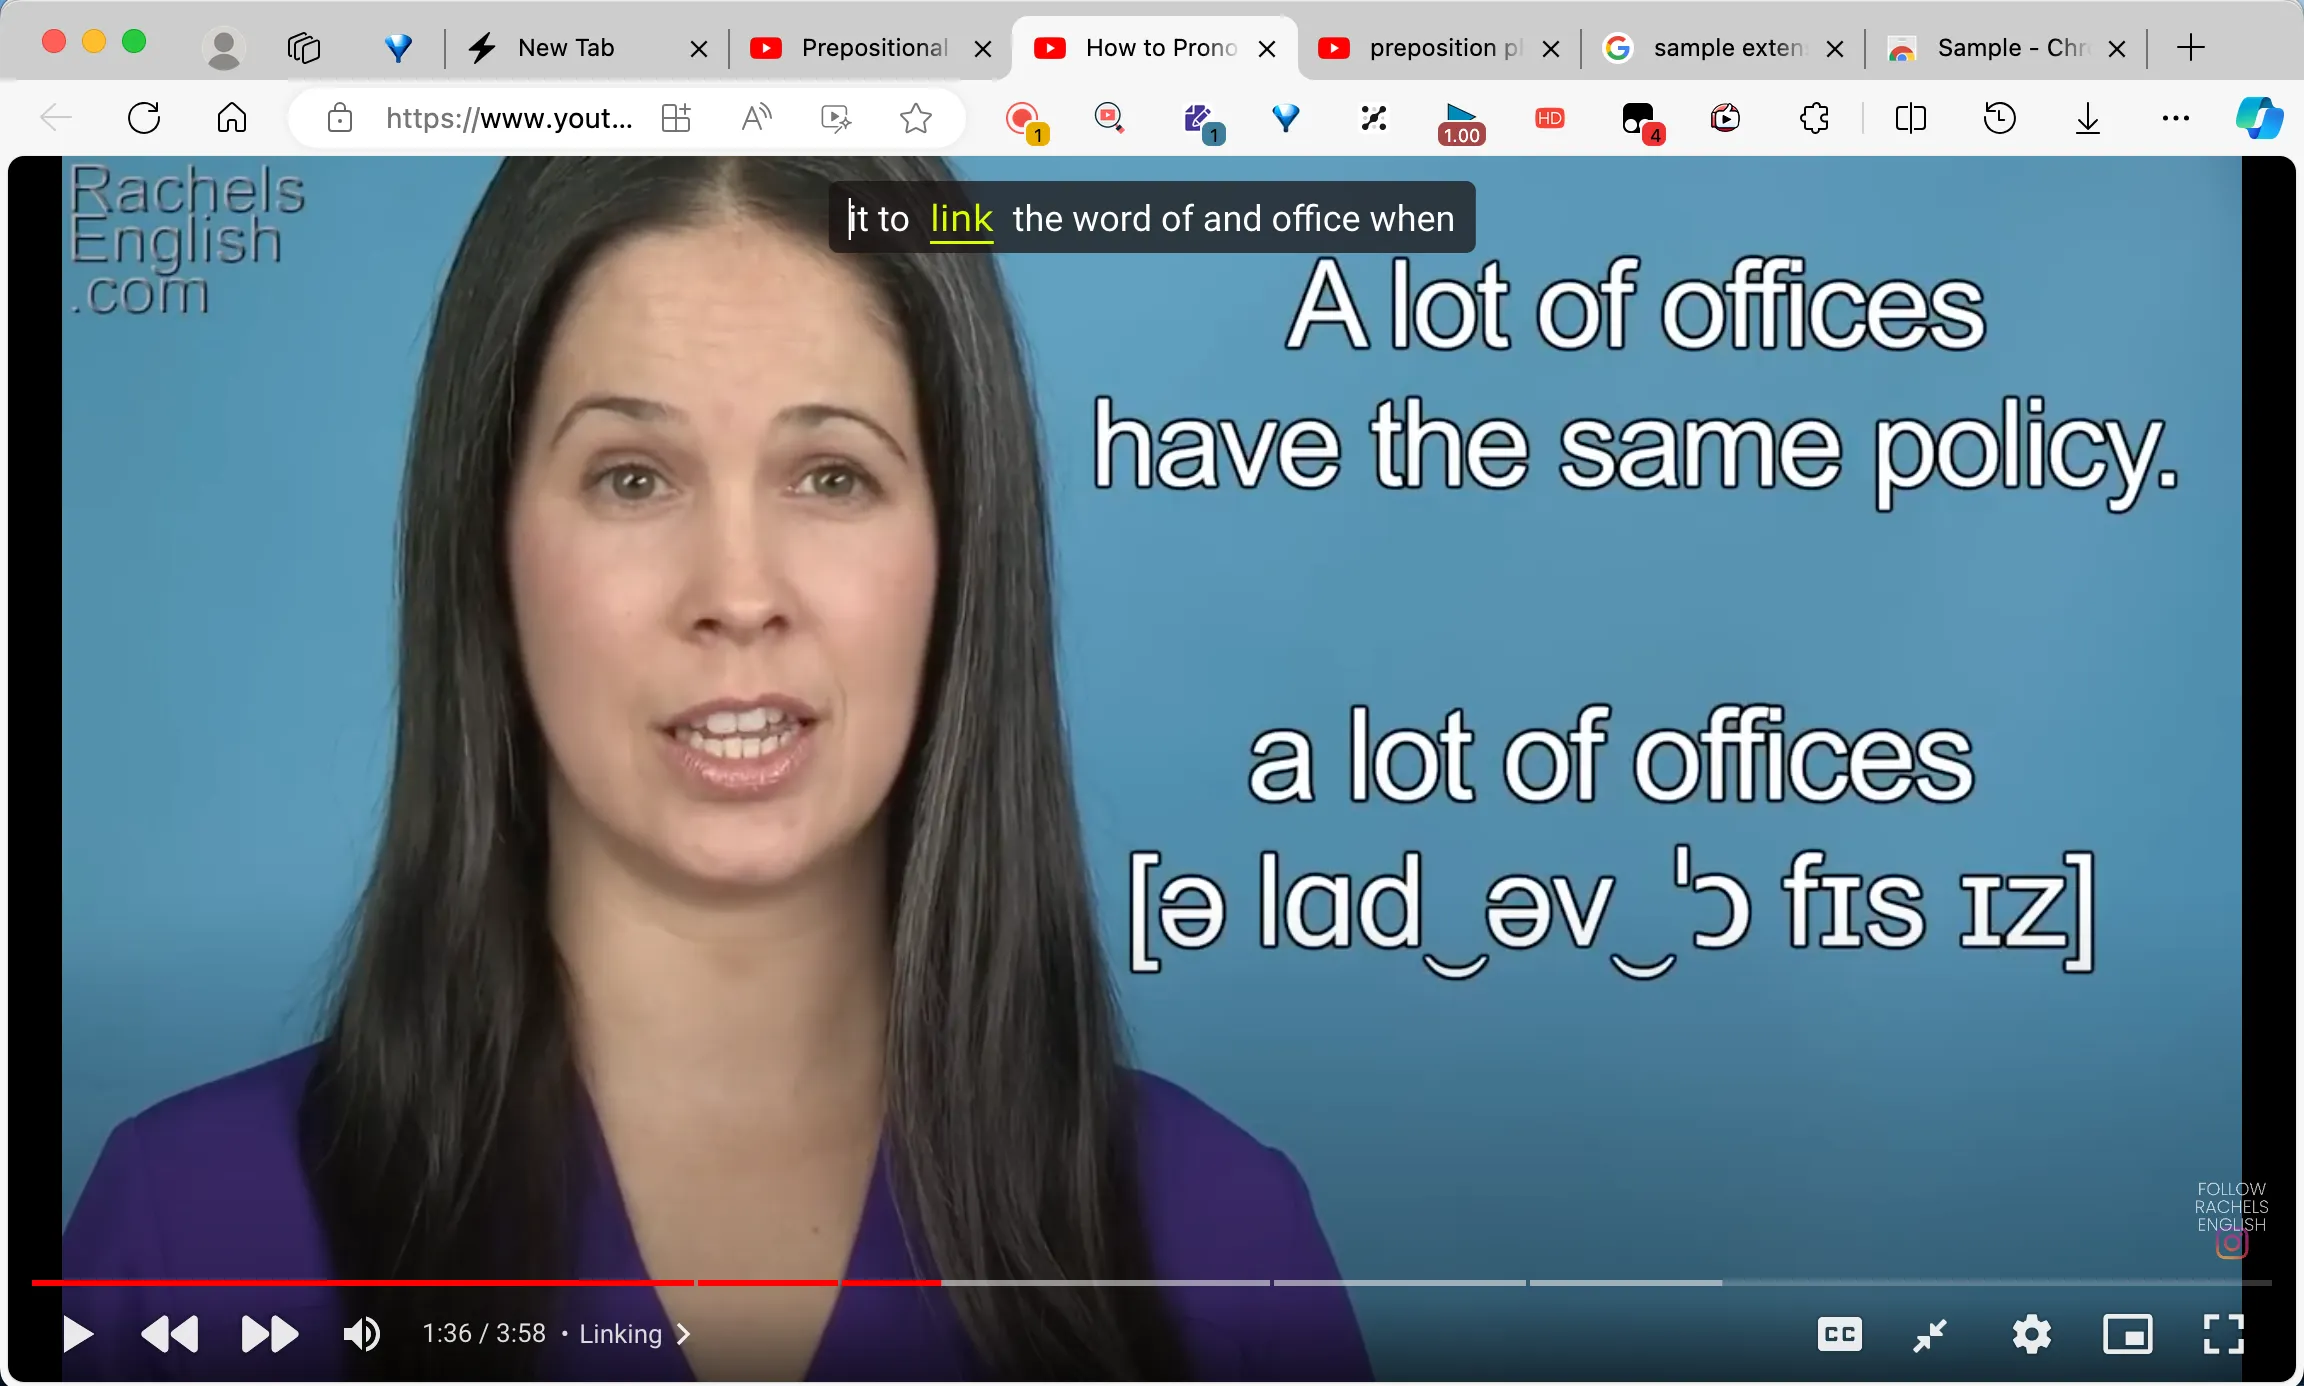 New Tab
Prepositional
How to Prono
preposition pl
sample exten
Sample - Chr
https://www.yout...
1
1
1.00
HD
4
Rachels
English
.com
it to link the word of and office when
A lot of offices
have the same policy.
a lot of offices
[ə lɑd‿əv‿ˈɔ fɪs ɪz]
FOLLOW
RACHELS
ENGLISH
1:36 / 3:58 • Linking
CC